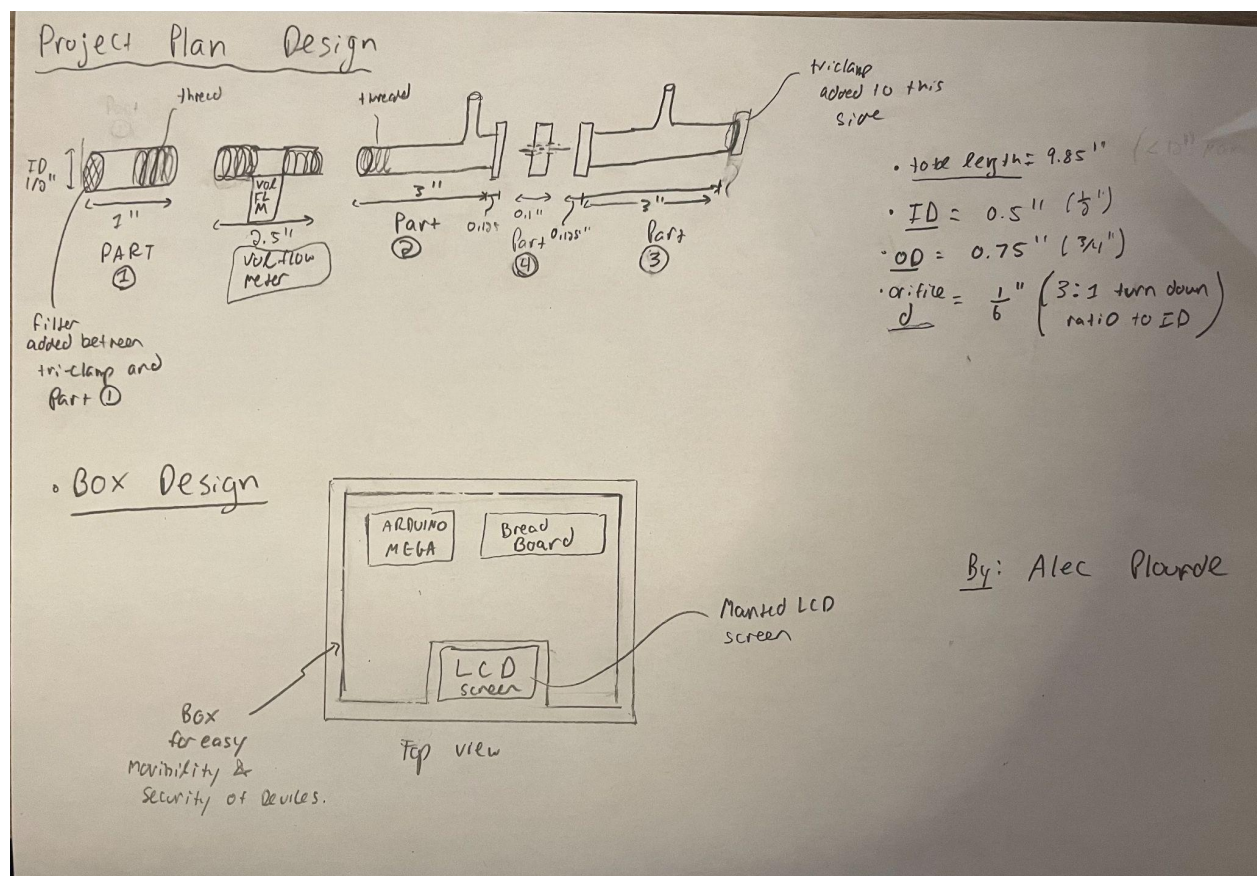 Project Plan Design
thread
thread
triclamp
added to this
side
ID
1/2"
1"
PART
①
Vol
FL
M
2.5"
Vol. flow
meter
3"
Part
②
0.125
0.1"
Part
④
0.125"
3"
Part
③
filter
added between
tri-clamp and
Part ①
• total length = 9.85"
• ID = 0.5" (1/2")
• OD = 0.75" (3/4")
• orifice d = 1/6" (3:1 turn down
ratio to ID)
• Box Design
ARDUINO
MEGA
Bread
Board
LCD
screen
LCD
screen
Box
for easy
&
Security of Devices.
Top view
By: Alec Plourde